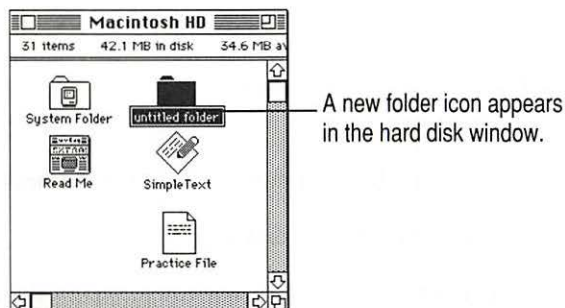 Macintosh HD
31 items 42.1 MB in disk 34.6 MB av
System Folder
untitled folder
A new folder icon appears
in the hard disk window.
Read Me
SimpleText
Practice File